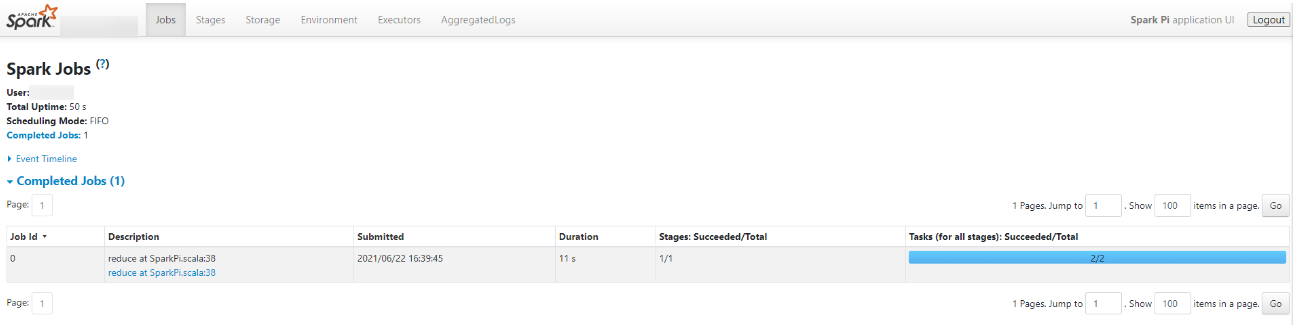 APACHE Spark Jobs Stages Storage Environment Executors AggregatedLogs Spark Pi application UI Logout
Spark Jobs (?)
User:
Total Uptime: 50 s
Scheduling Mode: FIFO
Completed Jobs: 1
Event Timeline
Completed Jobs (1)
Page: 1 1 Pages. Jump to 1 . Show 100 items in a page. Go
Job Id Description Submitted Duration Stages: Succeeded/Total Tasks (for all stages): Succeeded/Total
0 reduce at SparkPi.scala:38 2021/06/22 16:39:45 11 s 1/1 2/2
reduce at SparkPi.scala:38
Page: 1 1 Pages. Jump to 1 . Show 100 items in a page. Go